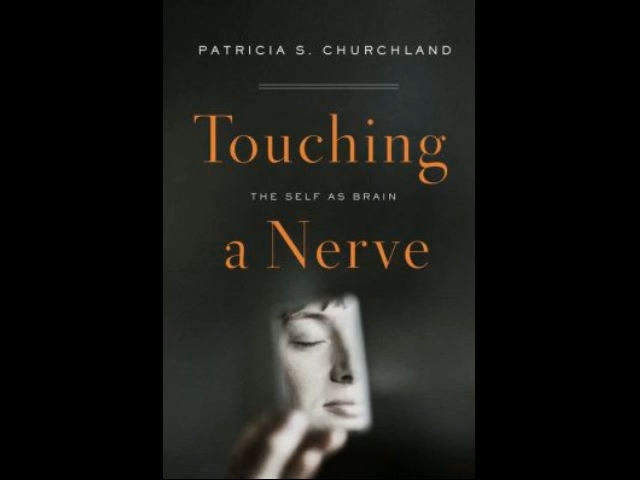 PATRICIA S. CHURCHLAND
Touching
THE SELF AS BRAIN
a Nerve